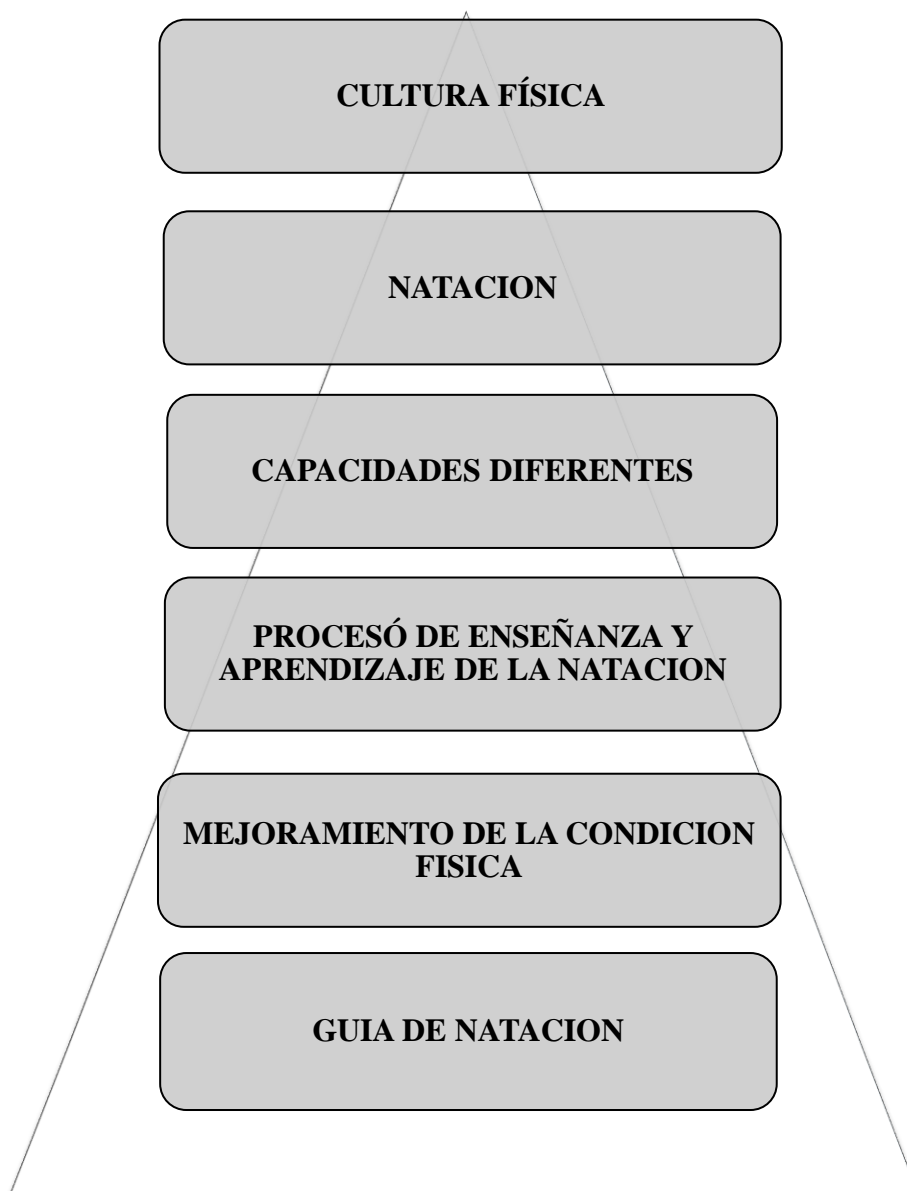 CULTURA FÍSICA
NATACION
CAPACIDADES DIFERENTES
PROCESÓ DE ENSEÑANZA Y
APRENDIZAJE DE LA NATACION
MEJORAMIENTO DE LA CONDICION
FISICA
GUIA DE NATACION